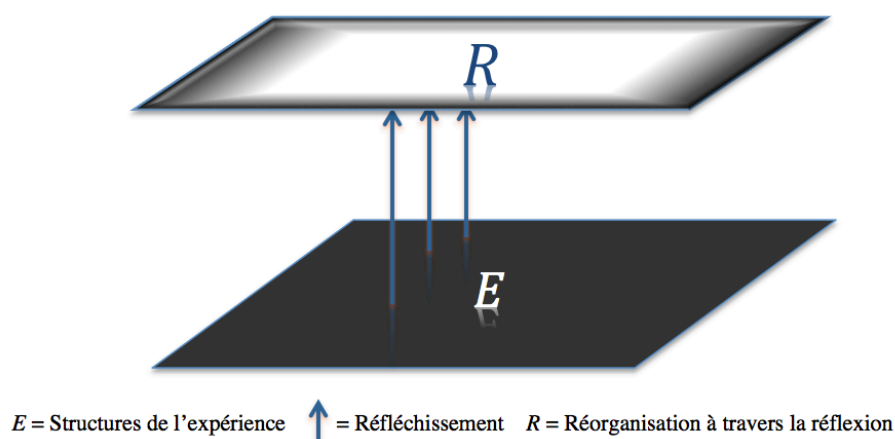 R
E
E = Structures de l’expérience = Réfléchissement R = Réorganisation à travers la réflexion